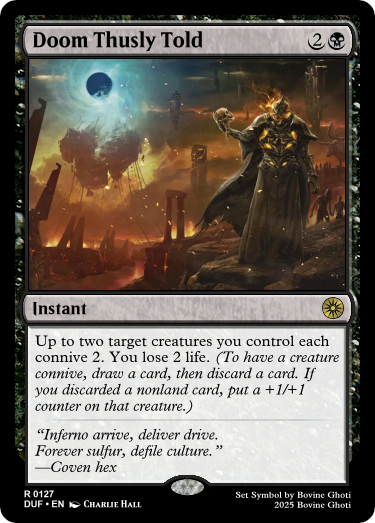 Doom Thusly Told 2
Instant
Up to two target creatures you control each
connive 2. You lose 2 life. (To have a creature
connive, draw a card, then discard a card. If
you discarded a nonland card, put a +1/+1
counter on that creature.)
“Inferno arrive, deliver drive.
Forever sulfur, defile culture.”
—Coven hex
R 0127
DUF • EN CHARLIE HALL
Set Symbol by Bovine Ghoti
2025 Bovine Ghoti